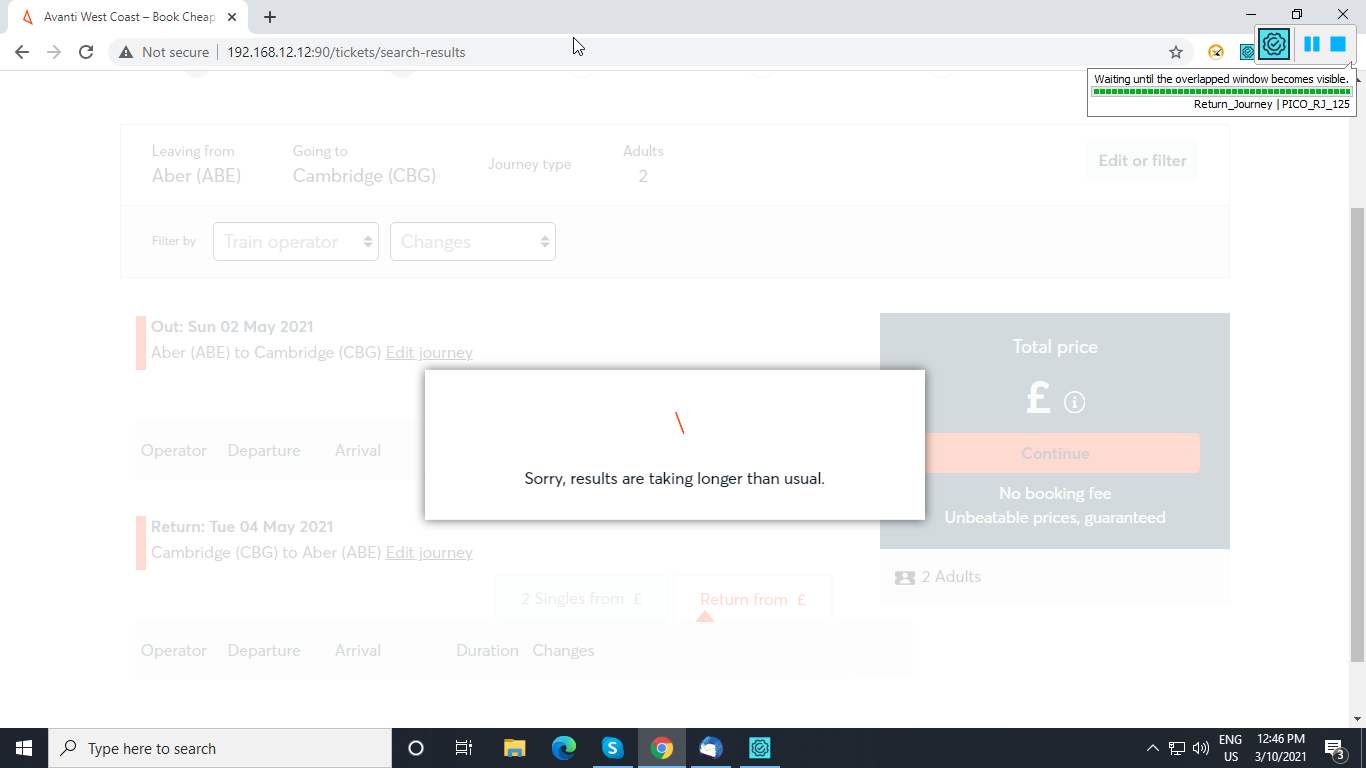 Avanti West Coast – Book Cheap
Not secure
192.168.12.12:90/tickets/search-results
Waiting until the overlapped window becomes visible.
Return_Journey | PICO_RJ_125
Leaving from
Aber (ABE)
Going to
Cambridge (CBG)
Journey type
Adults
2
Edit or filter
Filter by
Train operator
Changes
Out: Sun 02 May 2021
Aber (ABE) to Cambridge (CBG) Edit journey
Operator Departure Arrival
Sorry, results are taking longer than usual.
Return: Tue 04 May 2021
Cambridge (CBG) to Aber (ABE) Edit journey
2 Singles from £
Return from £
Operator Departure Arrival Duration Changes
Total price
£
Continue
No booking fee
Unbeatable prices, guaranteed
2 Adults
Type here to search
ENG
US
12:46 PM
3/10/2021
3